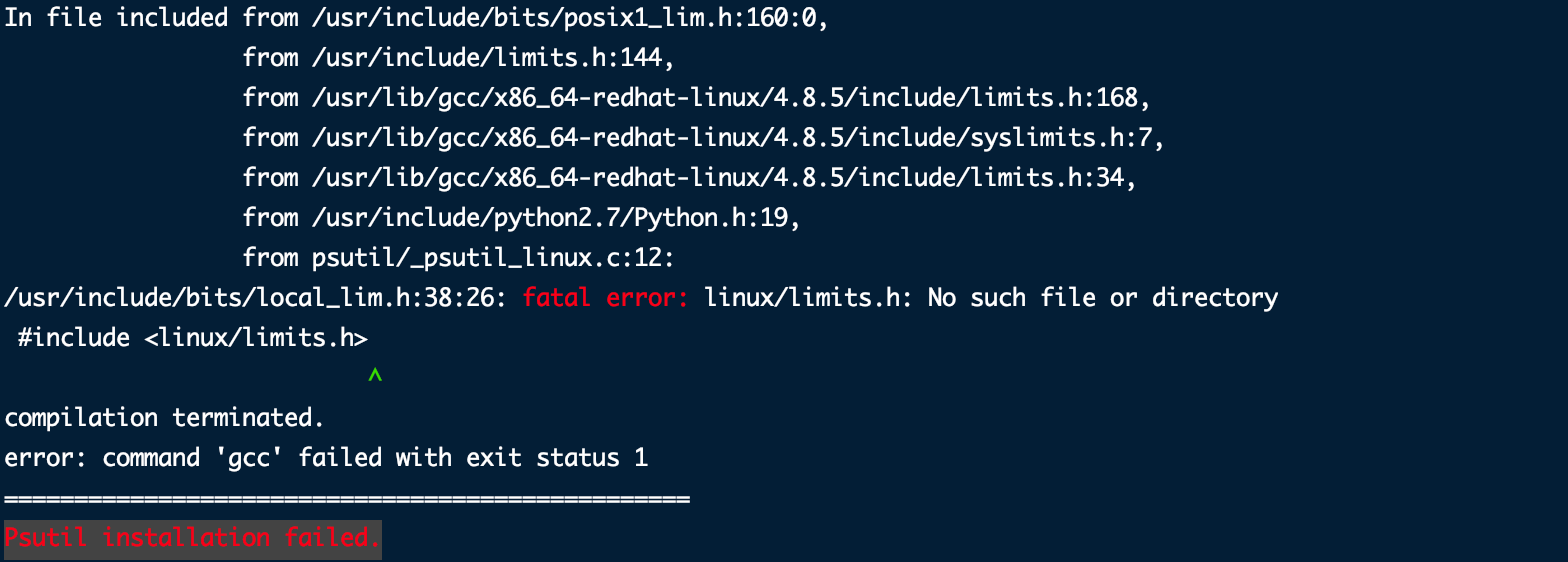 In file included from /usr/include/bits/posix1_lim.h:160:0,
from /usr/include/limits.h:144,
from /usr/lib/gcc/x86_64-redhat-linux/4.8.5/include/limits.h:168,
from /usr/lib/gcc/x86_64-redhat-linux/4.8.5/include/syslimits.h:7,
from /usr/lib/gcc/x86_64-redhat-linux/4.8.5/include/limits.h:34,
from /usr/include/python2.7/Python.h:19,
from psutil/_psutil_linux.c:12:
/usr/include/bits/local_lim.h:38:26: fatal error: linux/limits.h: No such file or directory
#include <linux/limits.h>
^
compilation terminated.
error: command 'gcc' failed with exit status 1
=================================================
Psutil installation failed.